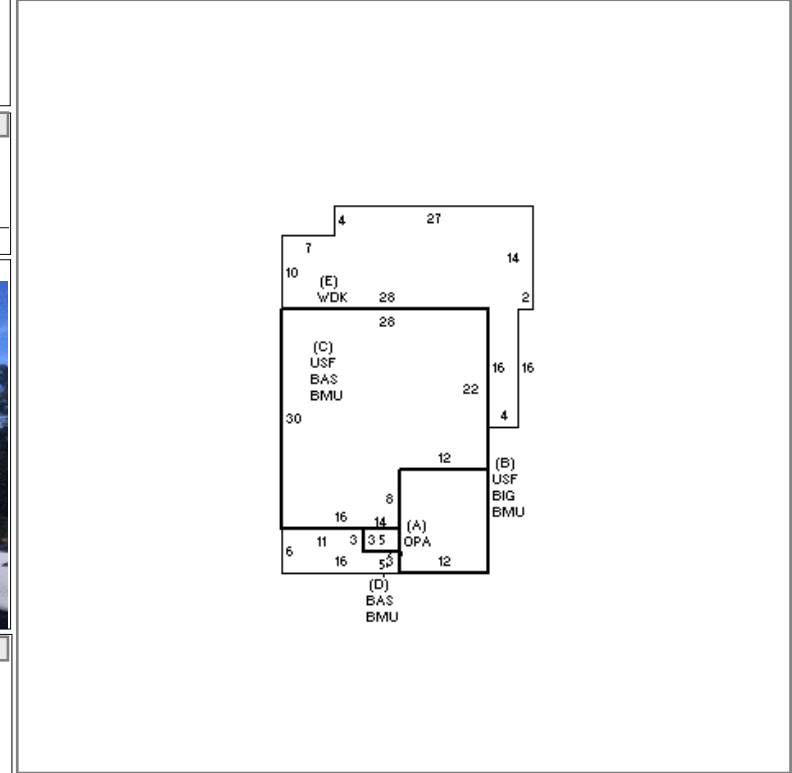 4 27
7
14
10
(E)
WDK 28 2
28
(C)
USF
BAS
BMU
16 16
22
30
4
12
(B)
USF
BIG
BMU
8
16 14
(A)
OPA
11 3 3 5
6
16 5 3 12
(D)
BAS
BMU